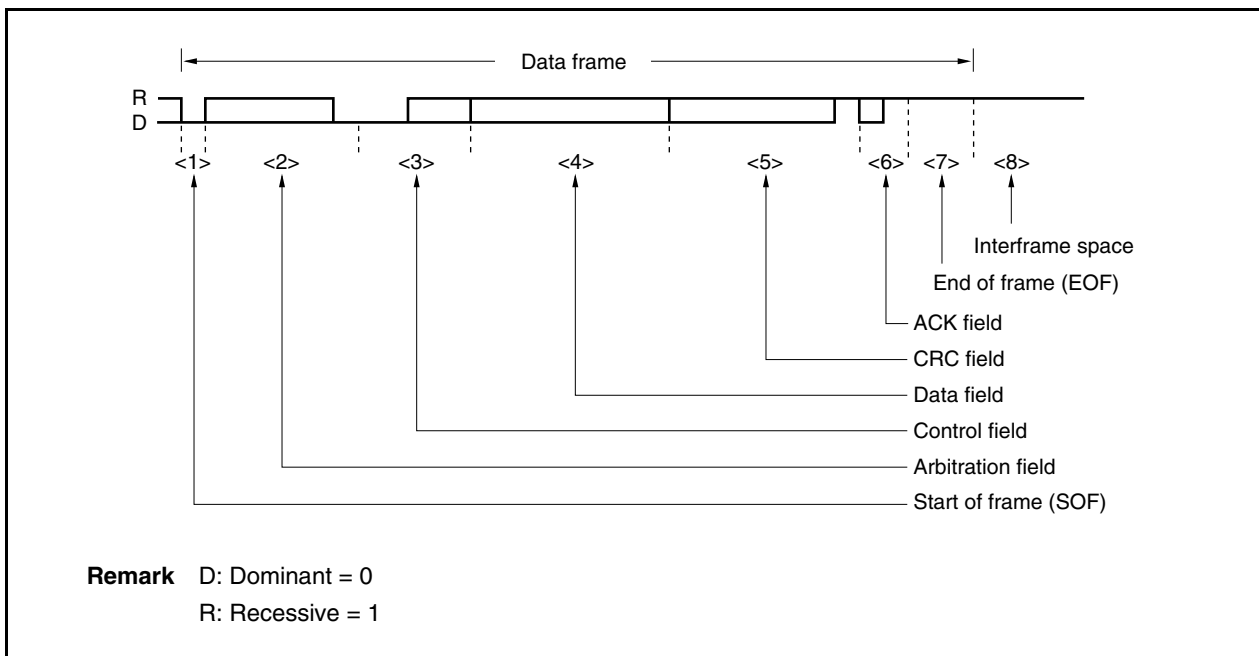 Data frame
R
D
<1> <2> <3> <4> <5> <6> <7> <8>
Interframe space
End of frame (EOF)
ACK field
CRC field
Data field
Control field
Arbitration field
Start of frame (SOF)
Remark D: Dominant = 0
R: Recessive = 1